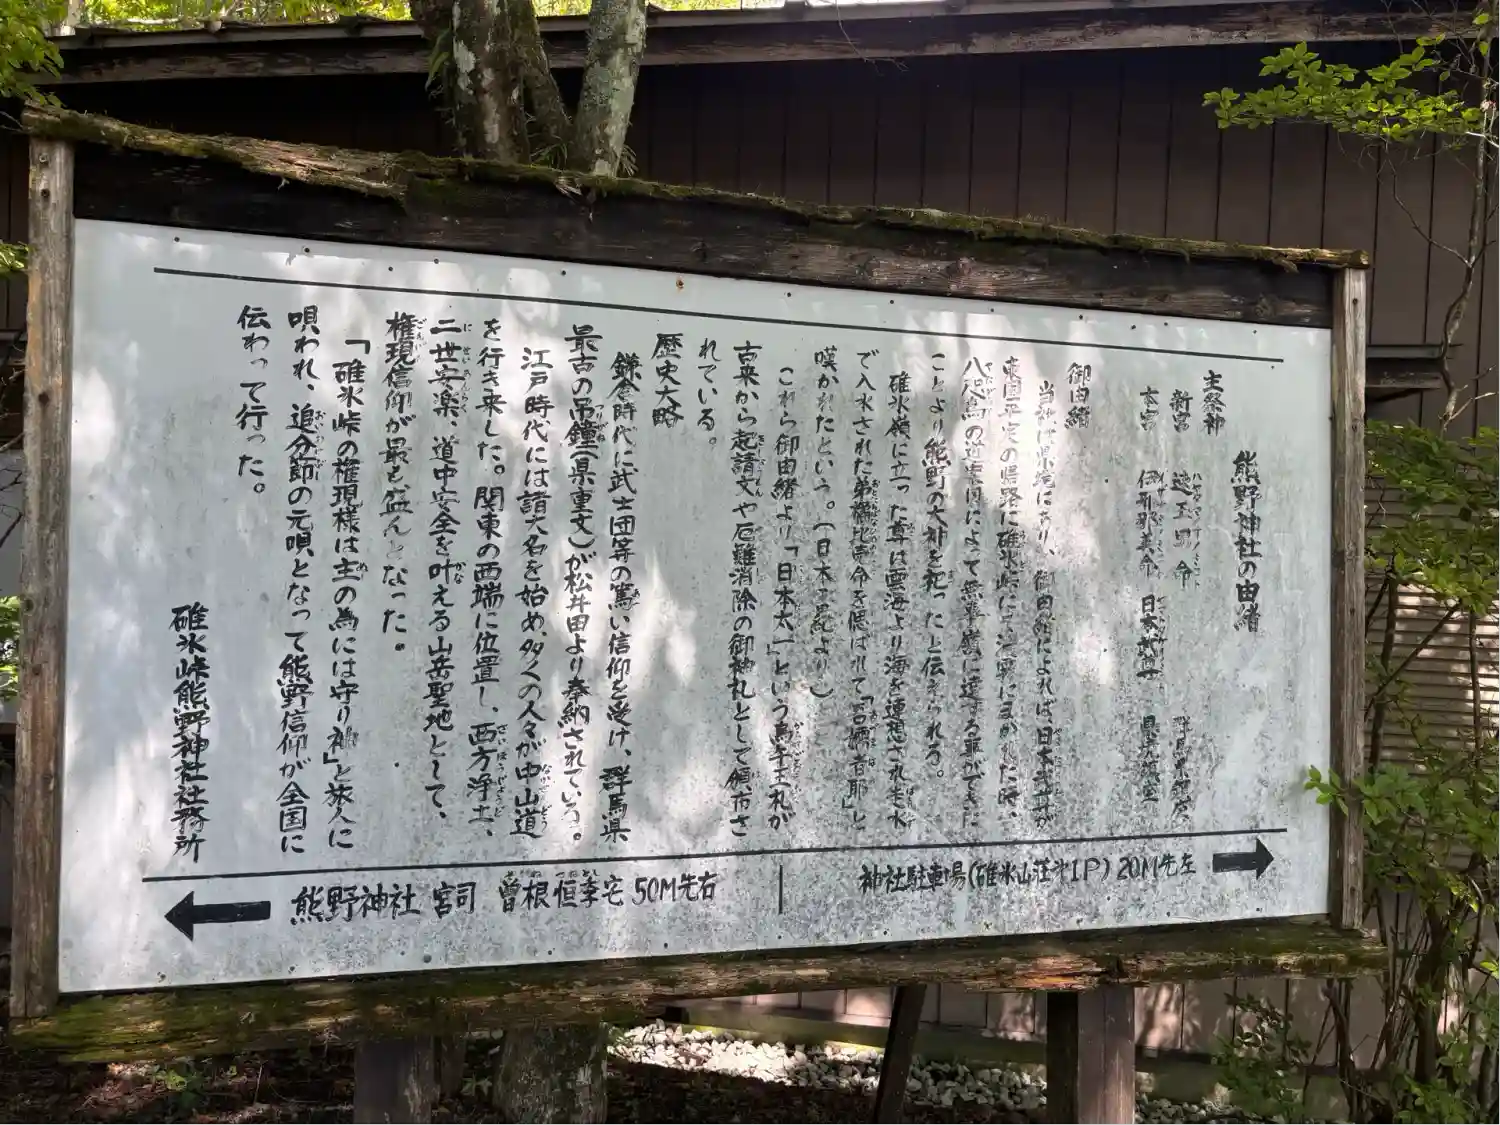 熊野神社の由緒
主祭神
新宮 速玉男命 群馬県鎮座
本宮 伊邪那美命 日本武尊 県境鎮座
御由緒
当社は県境にあり、御由緒によれば、日本武尊が
東国平定の帰路に碓氷峠にて濃霧にまかれた時、
八咫烏の道案内によって無事嶺に達する事ができた
ことより熊野の大神を祀ったと伝えられる。
碓氷嶺に立った尊は雲海より海を連想され走水
で入水された弟橘比売命を偲ばれて「吾嬬者耶」と
嘆かれたという。(日本書紀より)
これら御由緒より「日本太一」という烏牛王札が
古来から起請文や厄難消除の御神札として頒布さ
れている。
歴史大略
鎌倉時代に武士団等の篤い信仰を受け、群馬県
最古の吊鐘(県重文)が松井田より奉納されている。
江戸時代には諸大名を始め、多くの人々が中山道
を行き来した。関東の西端に位置し、西方浄土、
二世安楽、道中安全を叶える山岳聖地として、
権現信仰が最も盛んとなった。
「碓氷峠の権現様は主の為には守り神」と旅人に
唄われ、追分節の元唄となって熊野信仰が全国に
伝わって行った。
碓氷峠熊野神社社務所
熊野神社 宮司 曽根恒季宅 50M先右
神社駐車場(碓氷山荘 P) 20M先左